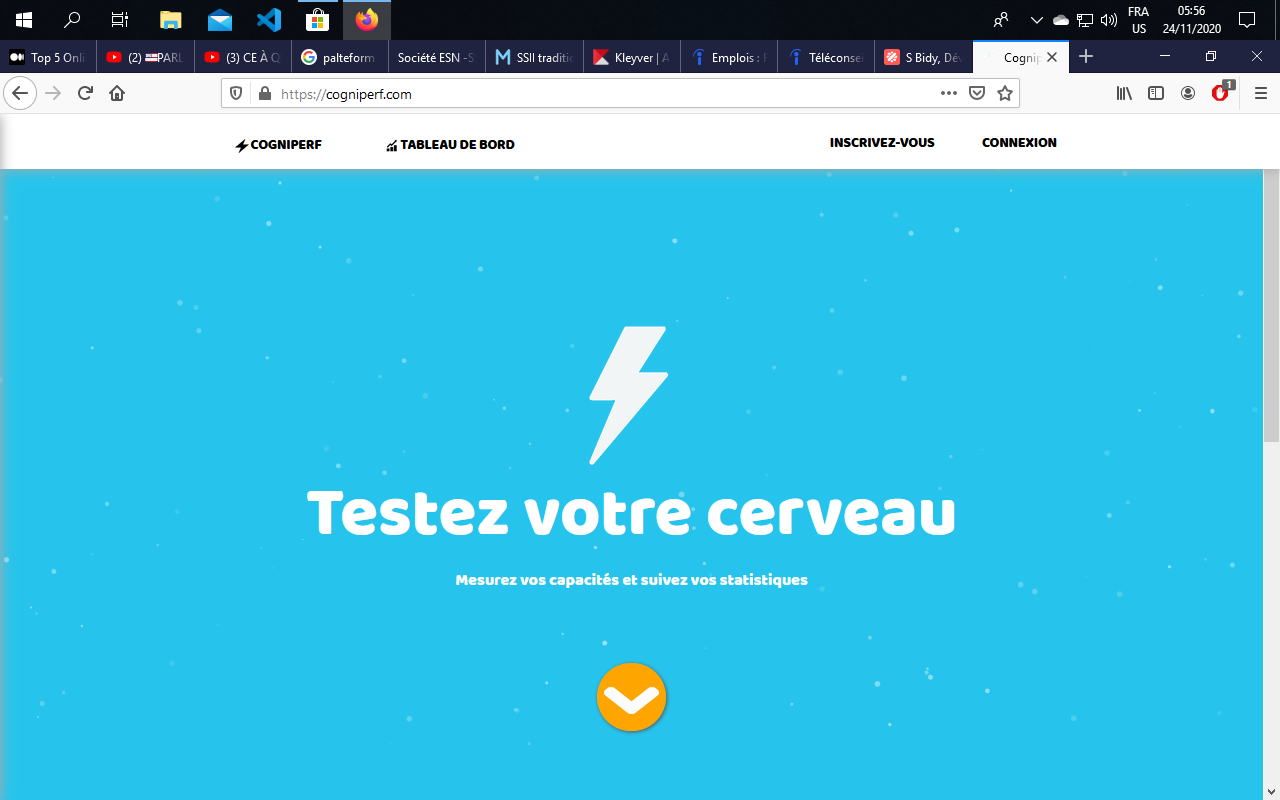 FRA
05:56
US
24/11/2020
Top 5 Onli
(2) PARL
(3) CE À Q
palteform
Société ESN - S
SSII traditio
Kleyver | A
Emplois :
Téléconsei
S Bidy, Dév
Cognip
https://cogniperf.com
1
COGNIPERF
TABLEAU DE BORD
INSCRIVEZ-VOUS
CONNEXION
Testez votre cerveau
Mesurez vos capacités et suivez vos statistiques